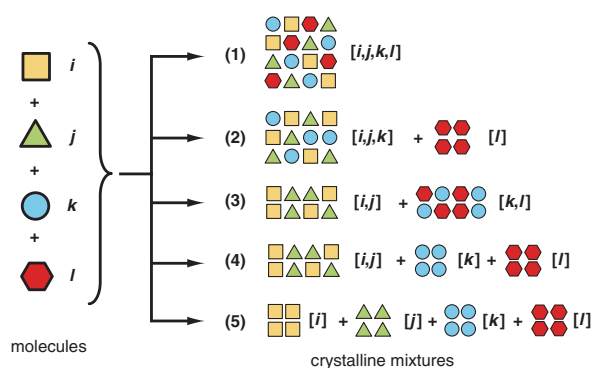 i
+
j
+
k
+
l
molecules
(1) [i,j,k,l]
(2) [i,j,k] + [l]
(3) [i,j] + [k,l]
(4) [i,j] + [k] + [l]
(5) [i] + [j] + [k] + [l]
crystalline mixtures